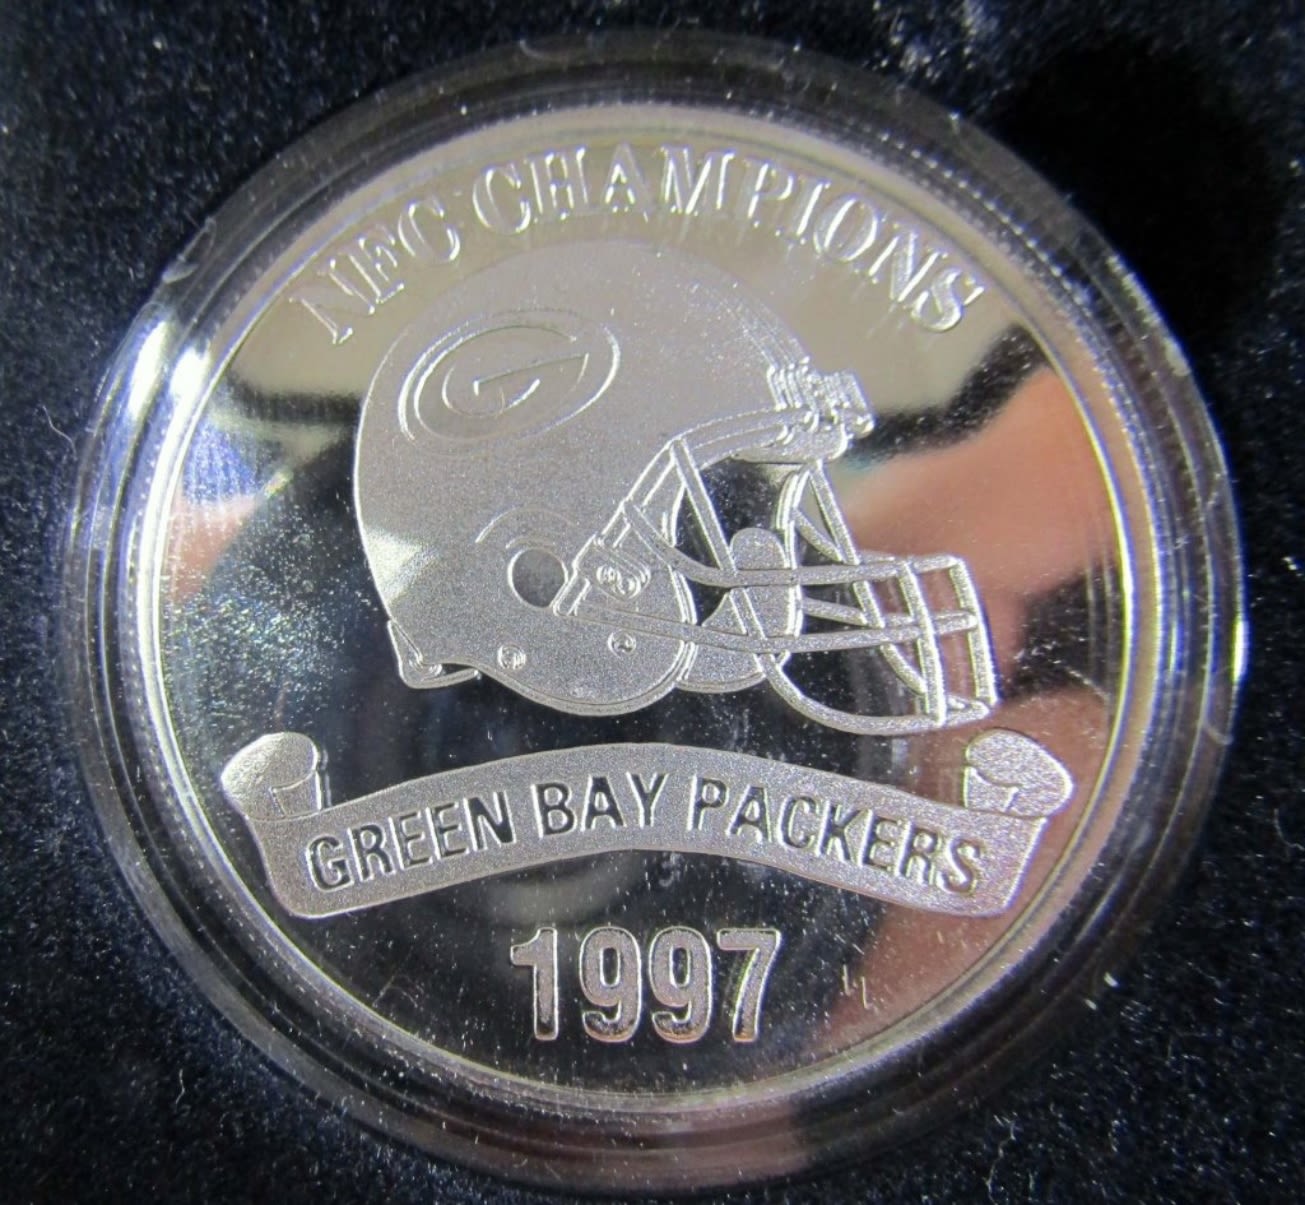 NFC CHAMPIONS
G
GREEN BAY PACKERS
1997